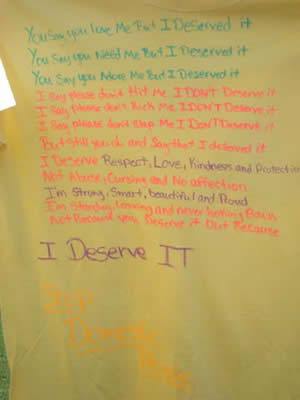 You Say you love Me But I Deserved it
You Say you Need Me But I Deserved it
You Say you Adore Me But I Deserved it
I Say please don't Hit Me I DON'T Deserve it
I Say please don't Kick Me I DON'T Deserve it
I Say please don't Slap Me I DON'T Deserve it
But still you do and Say that I deserved it
I Deserve Respect, Love, Kindness and Protection
Not Abuse, Cursing and No affection
I'm Strong, Smart, beautiful and Proud
I'm Standing, Leaving and never looking Back
Not Because you Deserve it But Because
I Deserve IT
Stop
Domestic